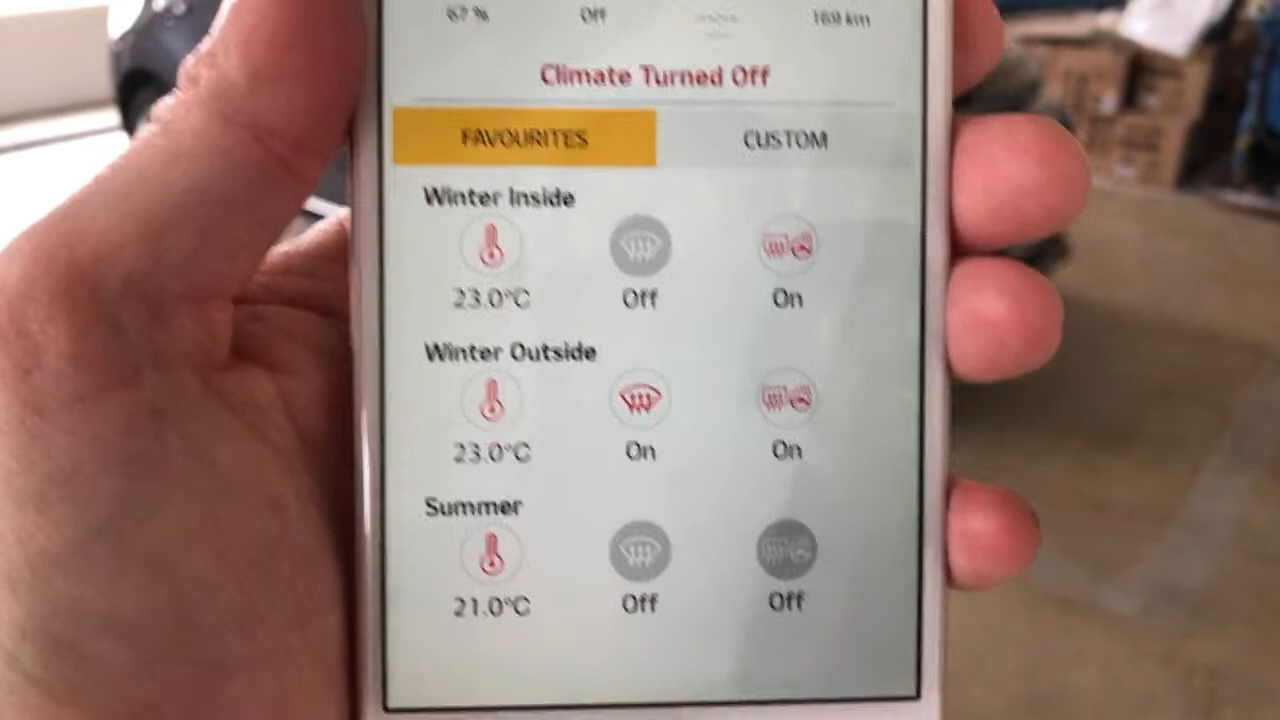 67 % Off 169 km
Climate Turned Off
FAVOURITES CUSTOM
Winter Inside
23.0°C Off On
Winter Outside
23.0°C On On
Summer
21.0°C Off Off